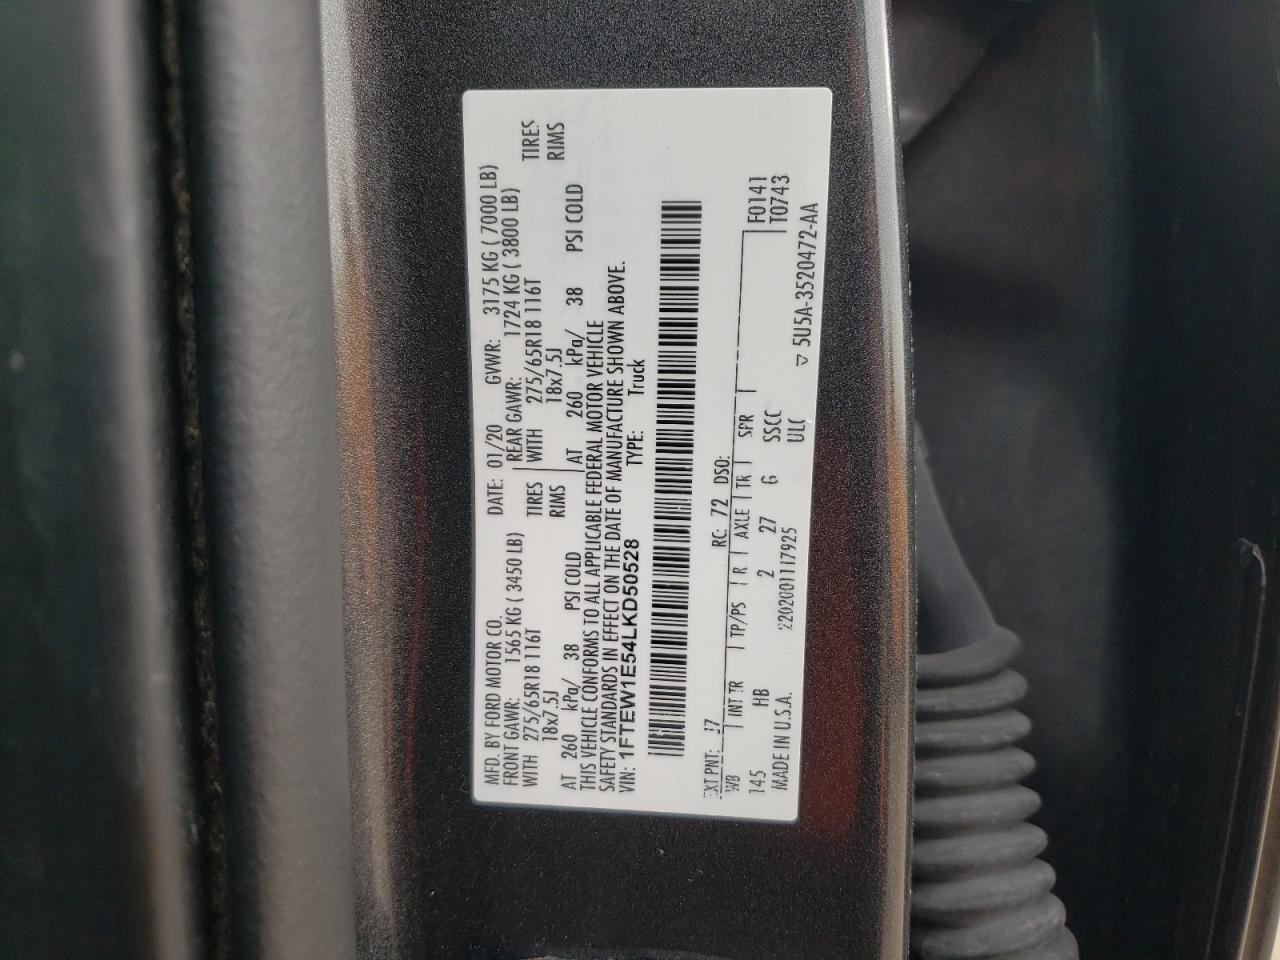 MFD. BY FORD MOTOR CO. DATE: 01/20 GVWR: 3175 KG ( 7000 LB)
FRONT GAWR: 1565 KG ( 3450 LB) REAR GAWR: 1724 KG ( 3800 LB)
WITH 275/65R18 116T TIRES WITH 275/65R18 116T TIRES
18x7.5J RIMS 18x7.5J RIMS
AT 260 kPa/ 38 PSI COLD AT 260 kPa/ 38 PSI COLD
THIS VEHICLE CONFORMS TO ALL APPLICABLE FEDERAL MOTOR VEHICLE
SAFETY STANDARDS IN EFFECT ON THE DATE OF MANUFACTURE SHOWN ABOVE.
VIN: 1FTEW1E54LKD50528 TYPE: Truck
PNT: RC: 72 DSO:
WB INT TR TP/PS R AXLE TR SPR F0141
145 HB 2 27 G SSCC T0743
MADE IN U.S.A. 20200117925
▽ 5U5A-3520472-AA